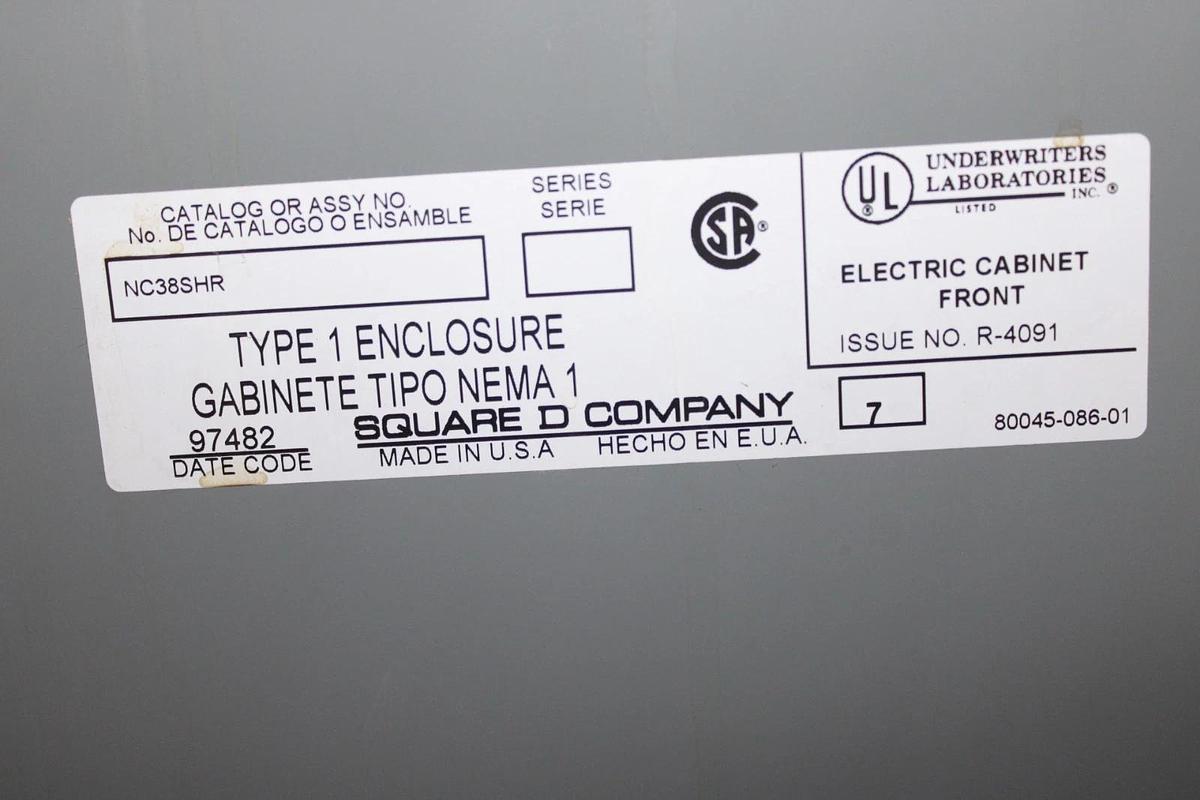 CATALOG OR ASSY NO.
No. DE CATALOGO O ENSAMBLE
NC38SHR
SERIES
SERIE
SA ®
UL ®
UNDERWRITERS
LABORATORIES
INC. ®
LISTED
ELECTRIC CABINET
FRONT
ISSUE NO. R-4091
TYPE 1 ENCLOSURE
GABINETE TIPO NEMA 1
97482
DATE CODE
SQUARE D COMPANY
MADE IN U.S.A HECHO EN E.U.A.
7
80045-086-01